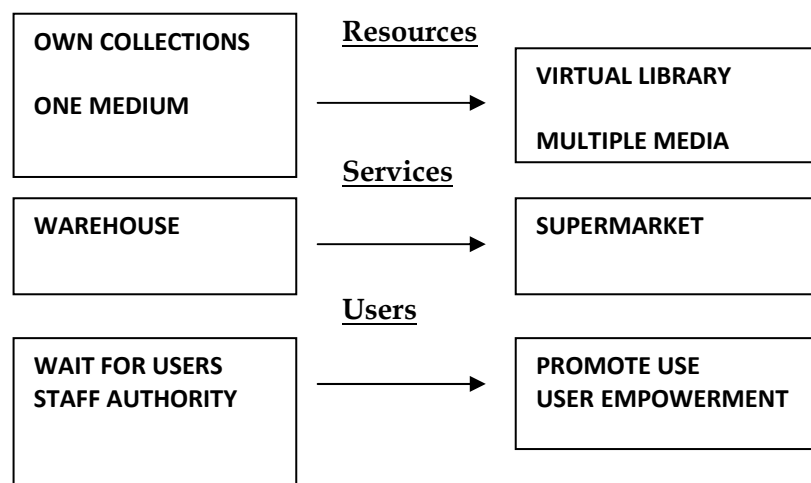 Resources
OWN COLLECTIONS
ONE MEDIUM
VIRTUAL LIBRARY
MULTIPLE MEDIA
Services
WAREHOUSE
SUPERMARKET
Users
WAIT FOR USERS
STAFF AUTHORITY
PROMOTE USE
USER EMPOWERMENT